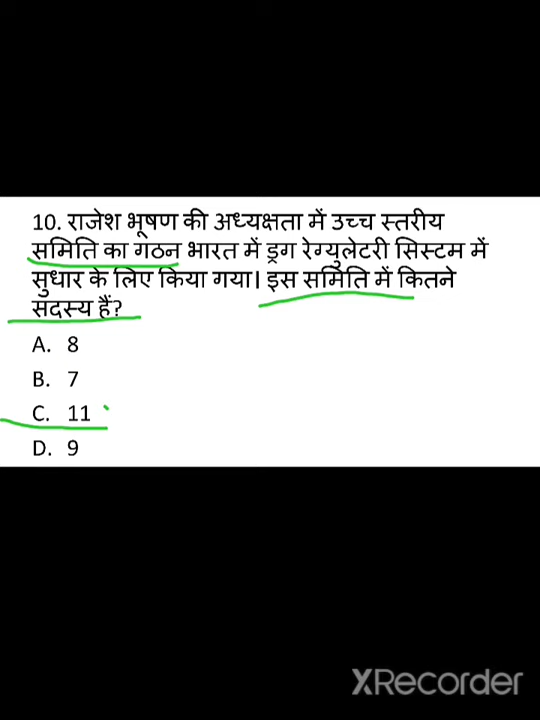 10. राजेश भूषण की अध्यक्षता में उच्च स्तरीय
समिति का गठन भारत में ड्रग रेग्युलेटरी सिस्टम में
सुधार के लिए किया गया। इस समिति में कितने
सदस्य हैं?
A. 8
B. 7
C. 11
D. 9
XRecorder